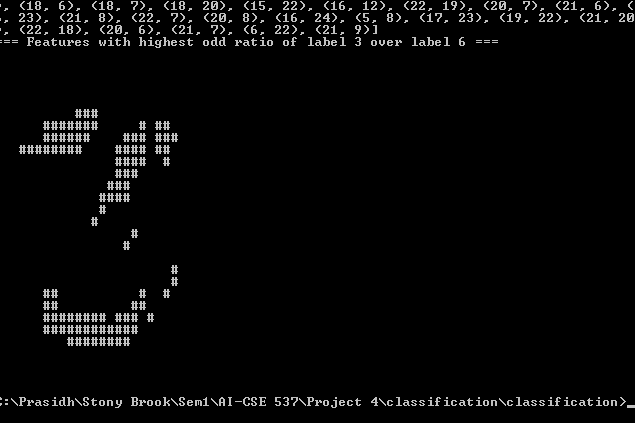 , (18, 6), (18, 7), (18, 20), (15, 22), (16, 12), (22, 19), (20, 7), (21, 6), (
, 23), (21, 8), (22, 7), (20, 8), (16, 24), (5, 8), (17, 23), (19, 22), (21, 20
, (22, 18), (20, 6), (21, 7), (6, 22), (21, 9)]
=== Features with highest odd ratio of label 3 over label 6 ===
###
####### # ##
###### ### ###
######## #### ##
#### #
###
###
####
#
#
#
#
#
#
## # #
## ##
######## ### #
############
########
C:\Prasidh\Stony Brook\Sem1\AI-CSE 537\Project 4\classification\classification>_